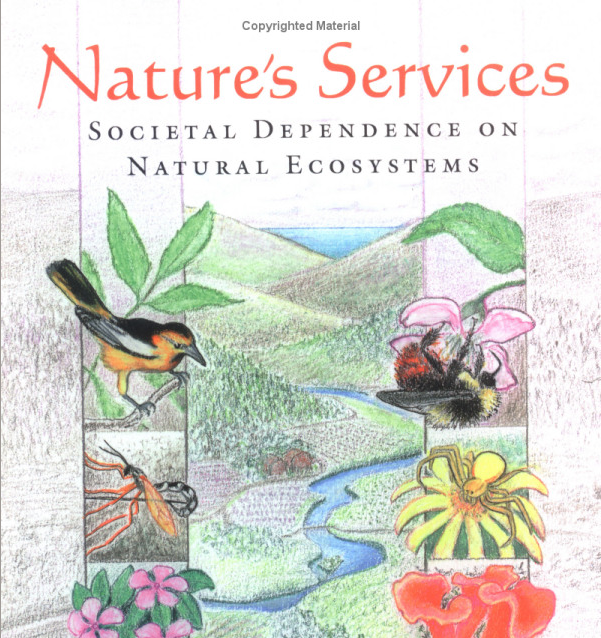 Copyrighted Material
Nature's Services
SOCIETAL DEPENDENCE ON
NATURAL ECOSYSTEMS